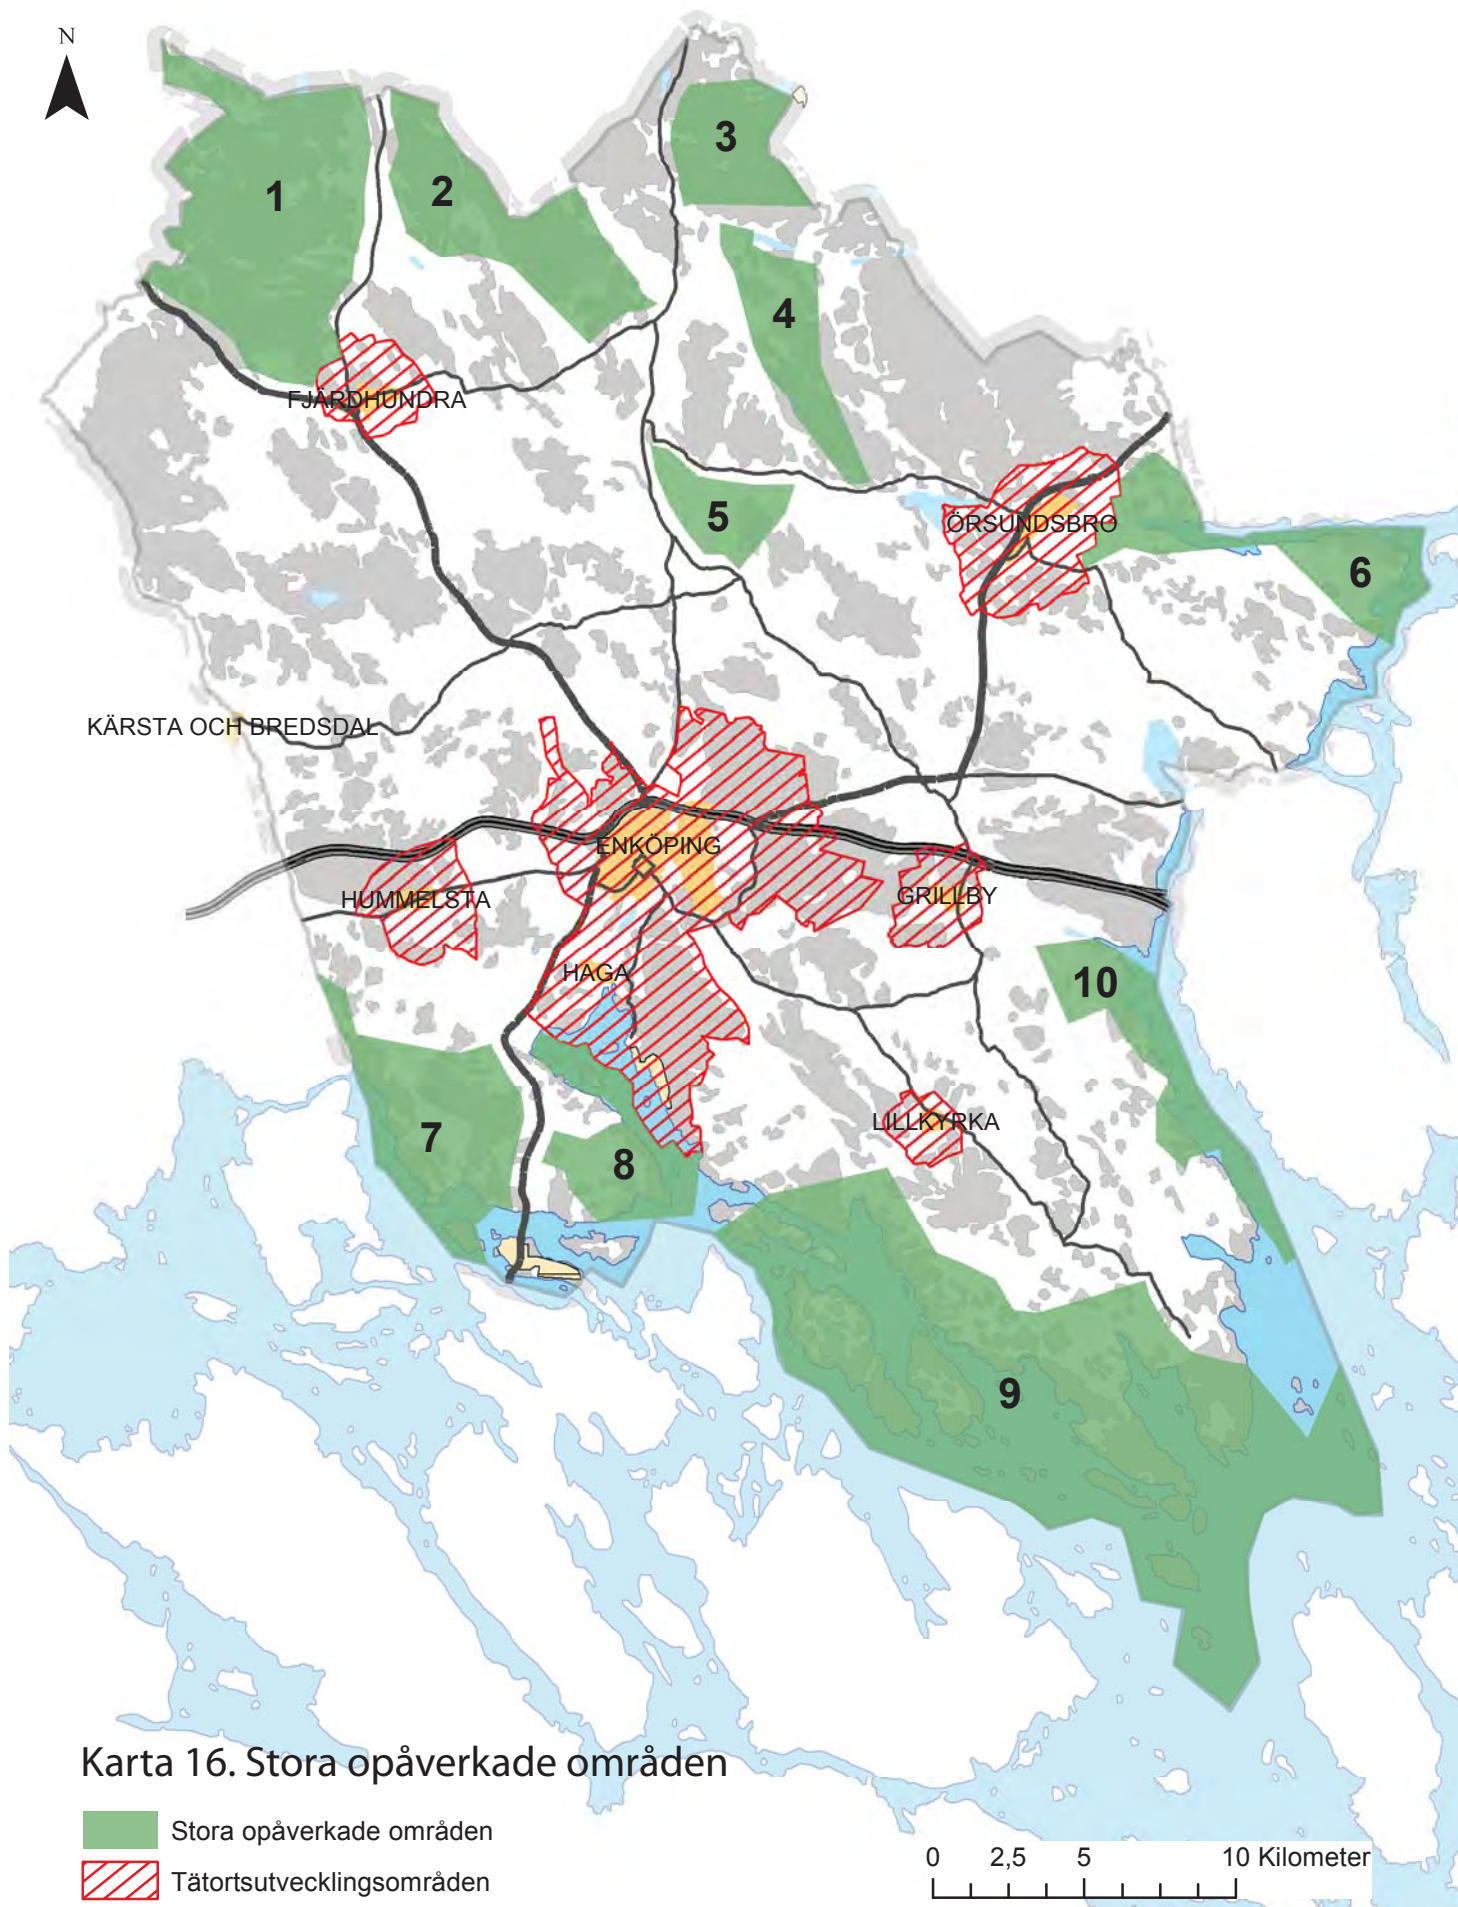 N
1
2
3
4
FJÄRDHUNDRA
5
ÖRSUNDSBRO
6
KÄRSTA OCH BREDSDAL
ENKÖPING
HUMMELSTA
GRILLBY
HAGA
10
LILLKYRKA
7
8
9
Karta 16. Stora opåverkade områden
Stora opåverkade områden
Tätortsutvecklingsområden
0 2,5 5 10 Kilometer